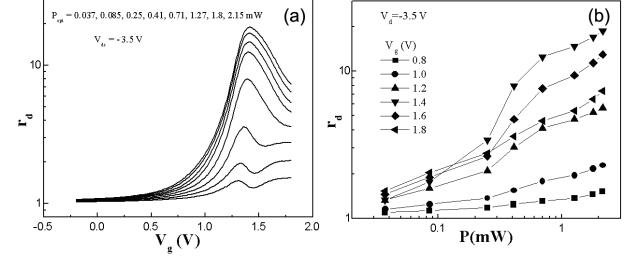 P_opt = 0.037, 0.085, 0.25, 0.41, 0.71, 1.27, 1.8, 2.15 mW
(a)
V_ds = -3.5 V
10
1
r_d
-0.5 0.0 0.5 1.0 1.5 2.0
V_g (V)
V_d=-3.5 V
(b)
V_g (V)
0.8
1.0
1.2
1.4
1.6
1.8
10
1
r_d
0.1 1
P(mW)